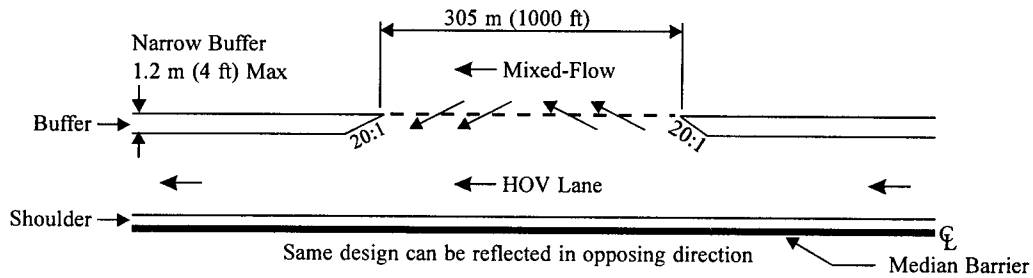 305 m (1000 ft)
Narrow Buffer
1.2 m (4 ft) Max
Mixed-Flow
Buffer
20:1
20:1
HOV Lane
Shoulder
℄
Same design can be reflected in opposing direction
Median Barrier